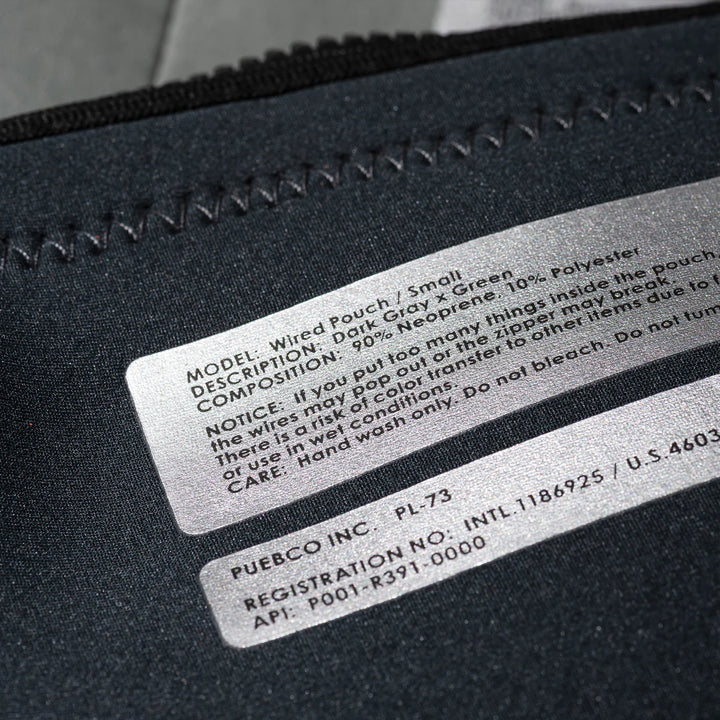 MODEL: Wired Pouch / Small
DESCRIPTION: Dark Gray x Green
COMPOSITION: 90% Neoprene, 10% Polyester
NOTICE: If you put too many things inside the pouch,
the wires may pop out or the zipper may break.
There is a risk of color transfer to other items due to
or use in wet conditions.
CARE: Hand wash only. Do not bleach. Do not tum
PUEBCO INC. PL-73
REGISTRATION NO: INTL.1186925 / U.S.4603
API: P001-R391-0000